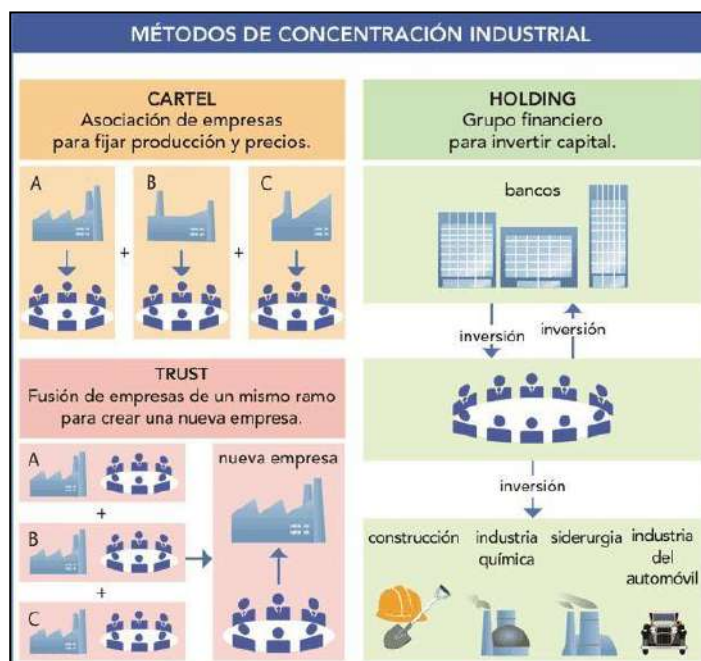 MÉTODOS DE CONCENTRACIÓN INDUSTRIAL
CARTEL
Asociación de empresas
para fijar producción y precios.
A
B
C
+
+
TRUST
Fusión de empresas de un mismo ramo
para crear una nueva empresa.
A
+
B
+
C
nueva empresa
HOLDING
Grupo financiero
para invertir capital.
bancos
inversión
inversión
inversión
construcción
industria
química
siderurgia
industria
del
automóvil